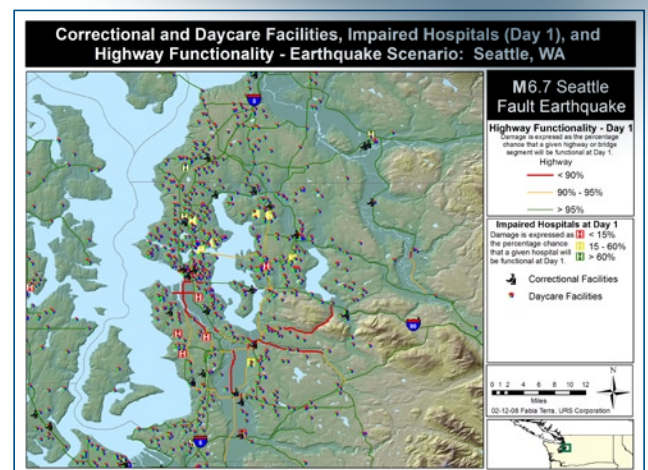 Correctional and Daycare Facilities, Impaired Hospitals (Day 1), and
Highway Functionality - Earthquake Scenario: Seattle, WA
M6.7 Seattle
Fault Earthquake
Highway Functionality - Day 1
Damage is expressed as the percentage
chance that a given highway or bridge
segment will be functional at Day 1.
Highway
< 90%
90% - 95%
> 95%
Impaired Hospitals at Day 1
Damage is expressed as H < 15%
the percentage chance H 15 - 60%
that a given hospital will H > 60%
be functional at Day 1.
Correctional Facilities
Daycare Facilities
N
0 1 2 4 6 8 10 12
Miles
02-12-08 Fabia Terra, URS Corporation
5
90
5
H
H
H
H
H
H
H